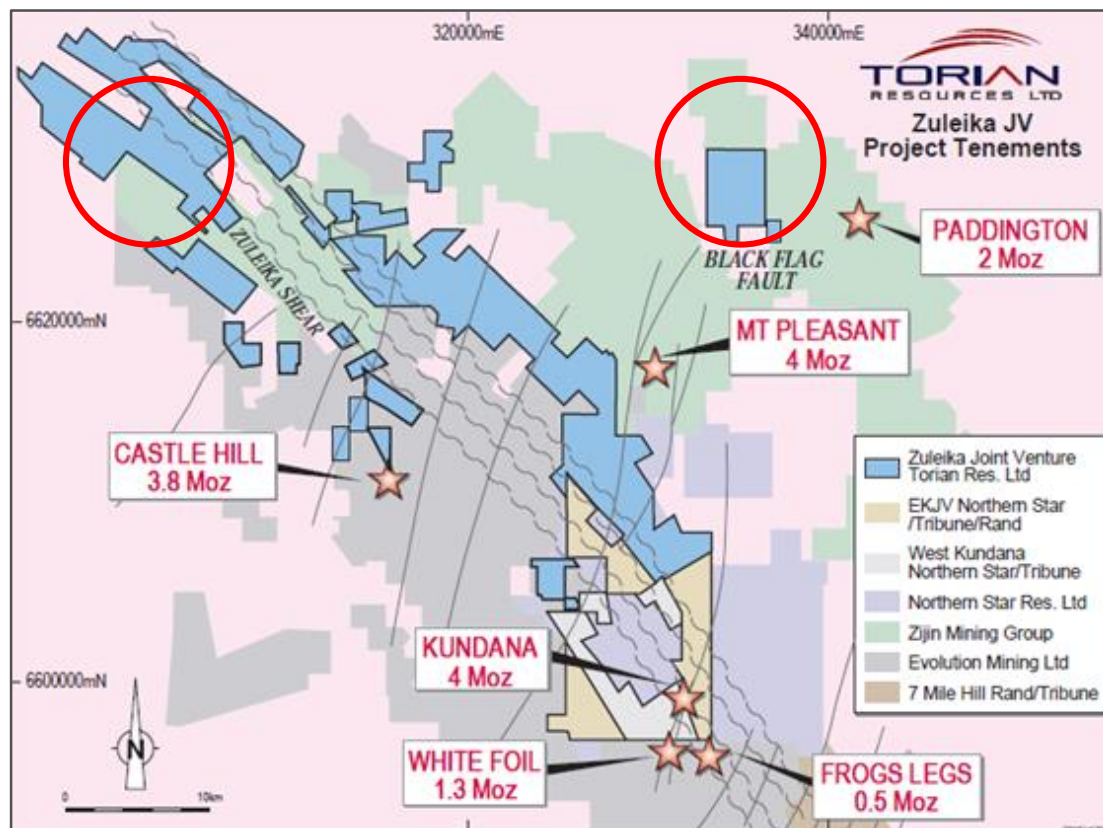 320000mE
340000mE
TORIAN
RESOURCES LTD
Zuleika JV
Project Tenements
PADDINGTON
2 Moz
BLACK FLAG
FAULT
ZULEIKA SHEAR
6620000mN
MT PLEASANT
4 Moz
CASTLE HILL
3.8 Moz
Zuleika Joint Venture
Torian Res. Ltd
EKJV Northern Star
/Tribune/Rand
West Kundana
Northern Star/Tribune
Northern Star Res. Ltd
Zijin Mining Group
Evolution Mining Ltd
7 Mile Hill Rand/Tribune
KUNDANA
4 Moz
6600000mN
N
WHITE FOIL
1.3 Moz
FROGS LEGS
0.5 Moz
0
10km